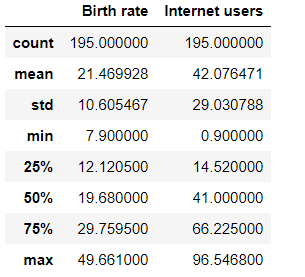 Birth rate Internet users
count 195.000000 195.000000
mean 21.469928 42.076471
std 10.605467 29.030788
min 7.900000 0.900000
25% 12.120500 14.520000
50% 19.680000 41.000000
75% 29.759500 66.225000
max 49.661000 96.546800